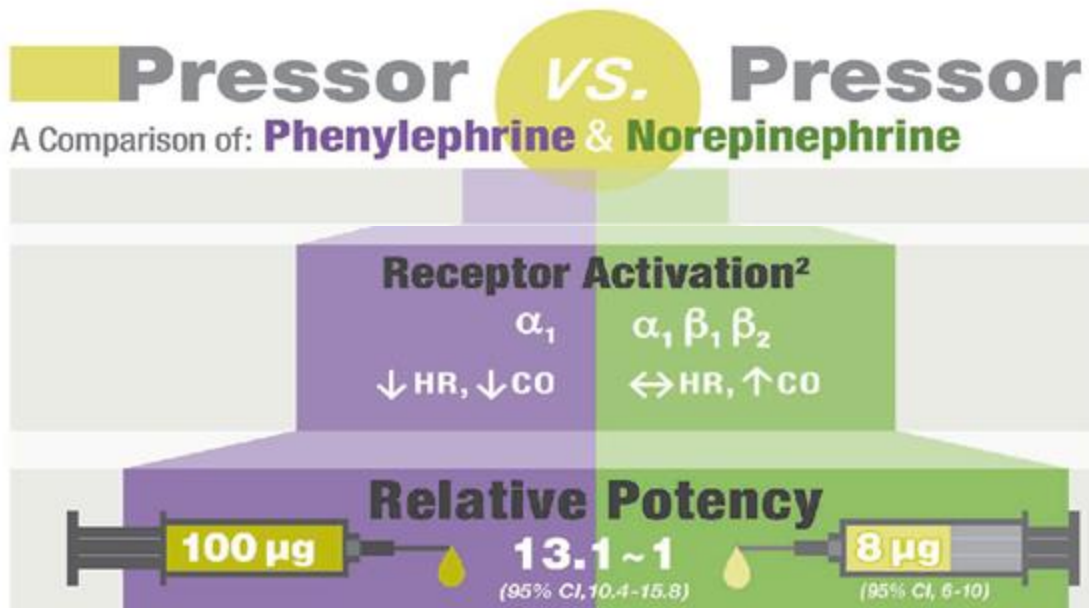 Pressor VS. Pressor
A Comparison of: Phenylephrine & Norepinephrine
Receptor Activation²
α₁ α₁ β₁ β₂
↓HR, ↓CO ↔HR, ↑CO
Relative Potency
100 µg 13.1~1 8 µg
(95% CI, 10.4-15.8) (95% CI, 6-10)